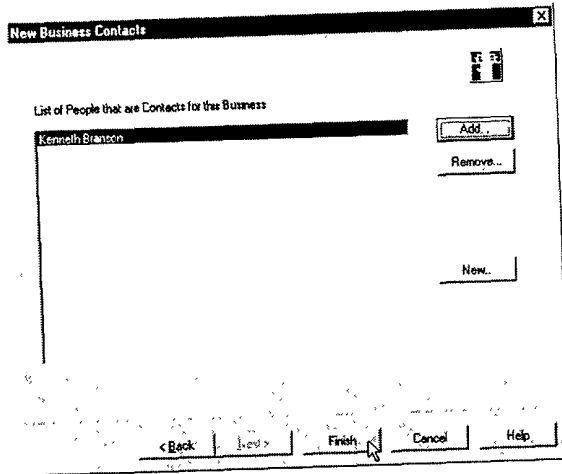 New Business Contacts
List of People that are Contacts for this Business
Kenneth Branson
Add...
Remove...
New..
< Back
Next >
Finish
Cancel
Help